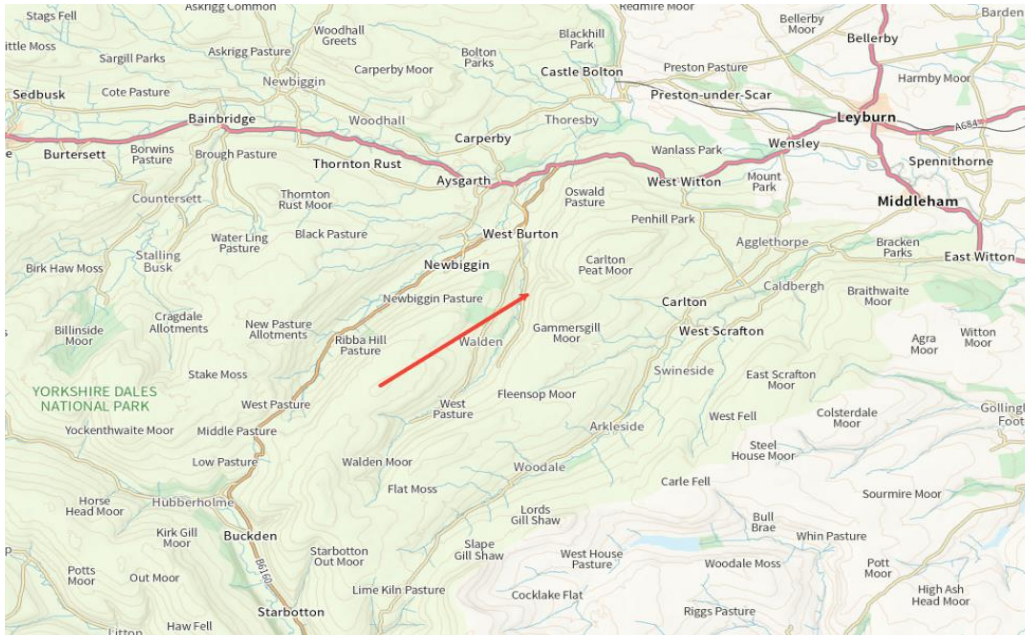 Stags Fell
Askrigg Common
Woodhall
Greets
Blackhill
Park
Redmire Moor
Bellerby
Moor
Barden
Bellerby
ittle Moss
Sargill Parks
Askrigg Pasture
Newbiggin
Carperby Moor
Bolton
Parks
Castle Bolton
Preston Pasture
Harmby Moor
Sedbusk
Cote Pasture
Preston-under-Scar
Bainbridge
Woodhall
Thoresby
Leyburn
A684
e
Burtersett
Borwins
Pasture
Brough Pasture
Thornton Rust
Carperby
Aysgarth
Wanlass Park
Wensley
Spennithorne
Countersett
Thornton
Rust Moor
Oswald
Pasture
West Witton
Mount
Park
Middleham
Water Ling
Pasture
Black Pasture
West Burton
Penhill Park
Agglethorpe
Bracken
Parks
East Witton
Stalling
Busk
Birk Haw Moss
Newbiggin
Carlton
Peat Moor
Caldbergh
Braithwaite
Moor
Newbiggin Pasture
Carlton
Cragdale
Allotments
Billinside
Moor
New Pasture
Allotments
Ribba Hill
Pasture
Walden
Gammersgill
Moor
West Scrafton
Agra
Moor
Witton
Moor
Stake Moss
Swineside
East Scrafton
Moor
YORKSHIRE DALES
NATIONAL PARK
West Pasture
West
Pasture
Fleensop Moor
West Fell
Colsterdale
Moor
Göllingh
Foot
Yockenthwaite Moor
Middle Pasture
Arkleside
Steel
House Moor
Low Pasture
Walden Moor
Woodale
Flat Moss
Carle Fell
Sourmire Moor
Horse
Head Moor
Hubberholme
Lords
Gill Shaw
Bull
Brae
Kirk Gill
Moor
Buckden
Whin Pasture
Starbotton
Out Moor
Slape
Gill Shaw
West House
Pasture
Woodale Moss
Pott
Moor
Potts
Moor
Out Moor
B6160
Lime Kiln Pasture
Cocklake Flat
High Ash
Head Moor
Starbotton
Riggs Pasture
Litton
Haw Fell